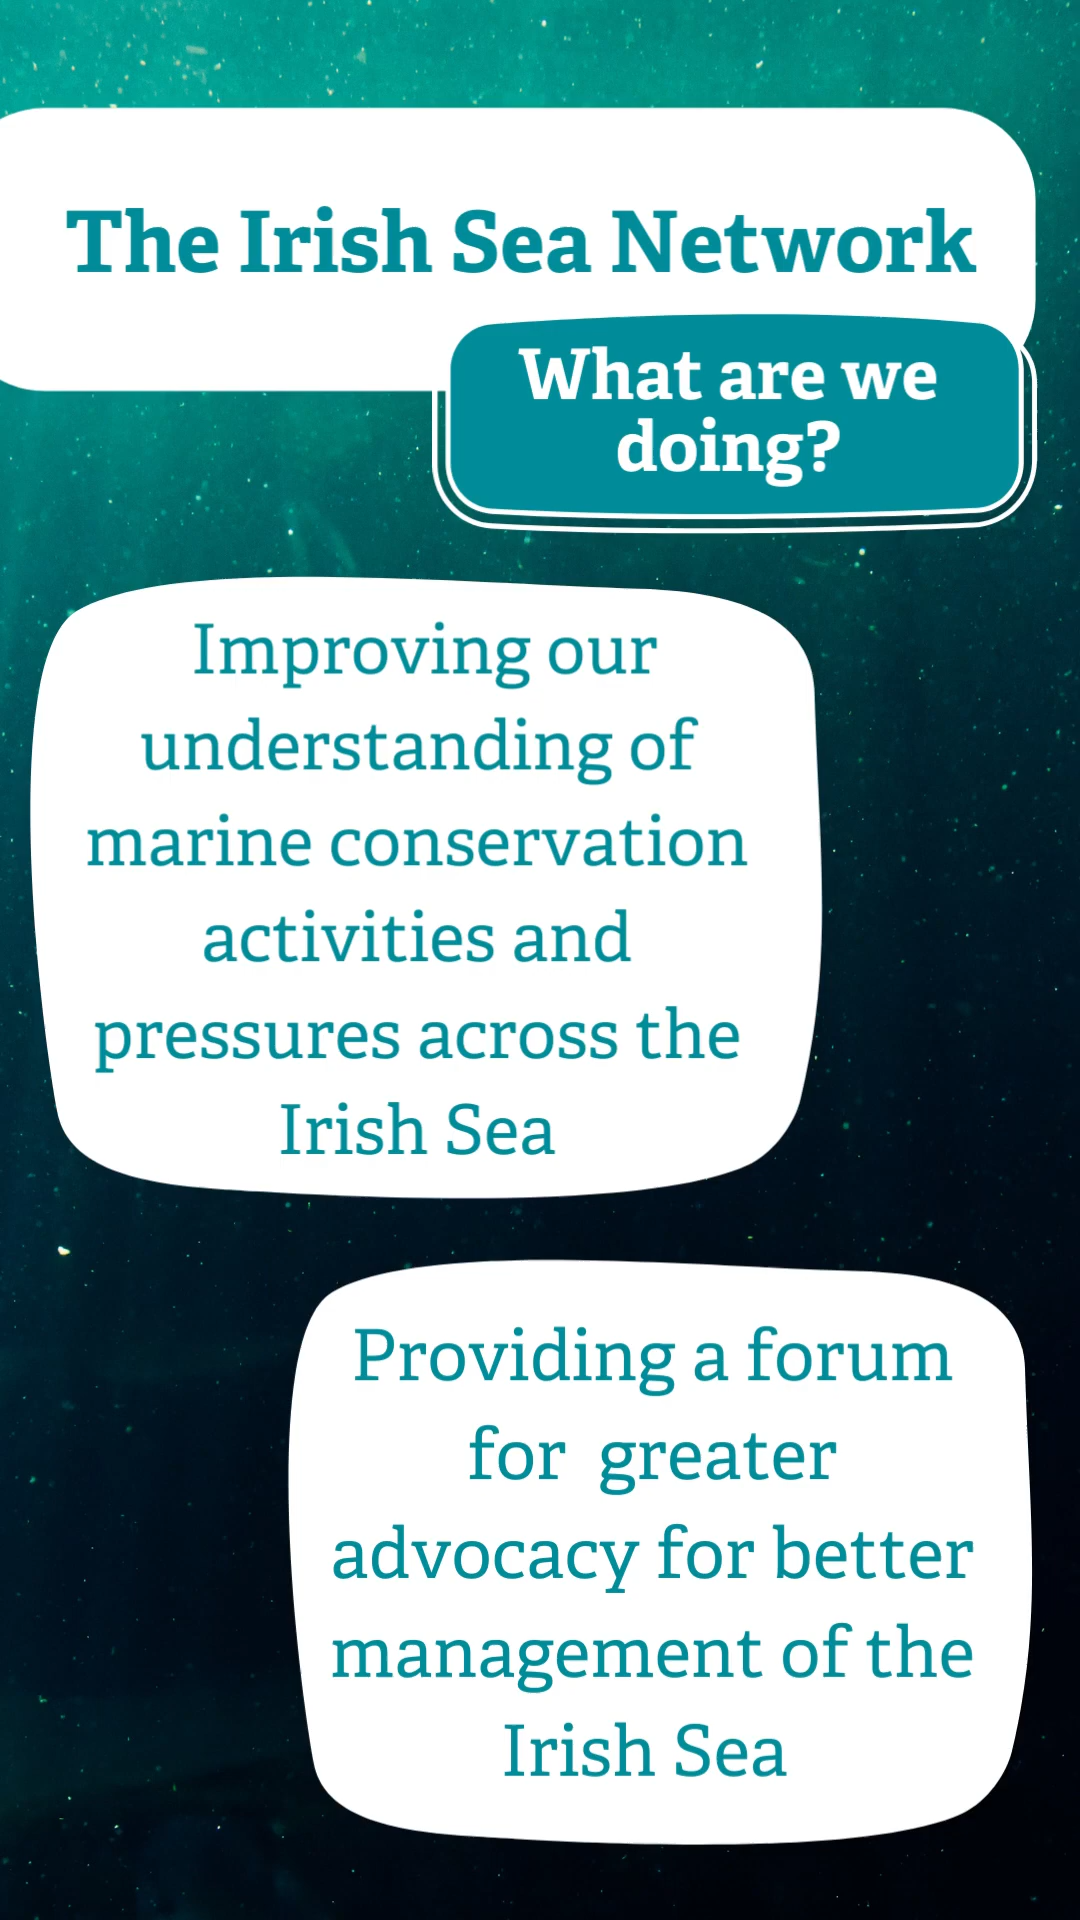 The Irish Sea Network
What are we
doing?
Improving our
understanding of
marine conservation
activities and
pressures across the
Irish Sea
Providing a forum
for  greater
advocacy for better
management of the
Irish Sea